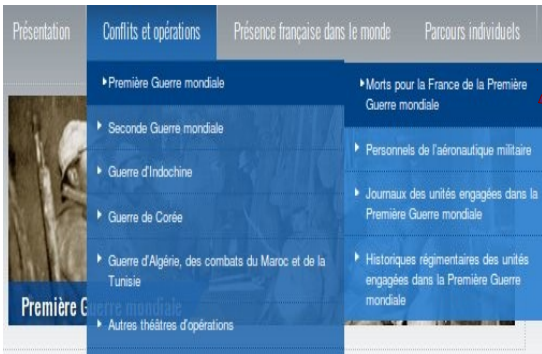 Présentation
Conflits et opérations
Présence française dans le monde
Parcours individuels
Première Guerre mondiale
Seconde Guerre mondiale
Guerre d'Indochine
Guerre de Corée
Guerre d'Algérie, des combats du Maroc et de la
Tunisie
Autres théâtres d'opérations
Morts pour la France de la Première
Guerre mondiale
Personnels de l'aéronautique militaire
Journaux des unités engagées dans la
Première Guerre mondiale
Historiques régimentaires des unités
engagées dans la Première Guerre
mondiale
Première Guerre mondiale